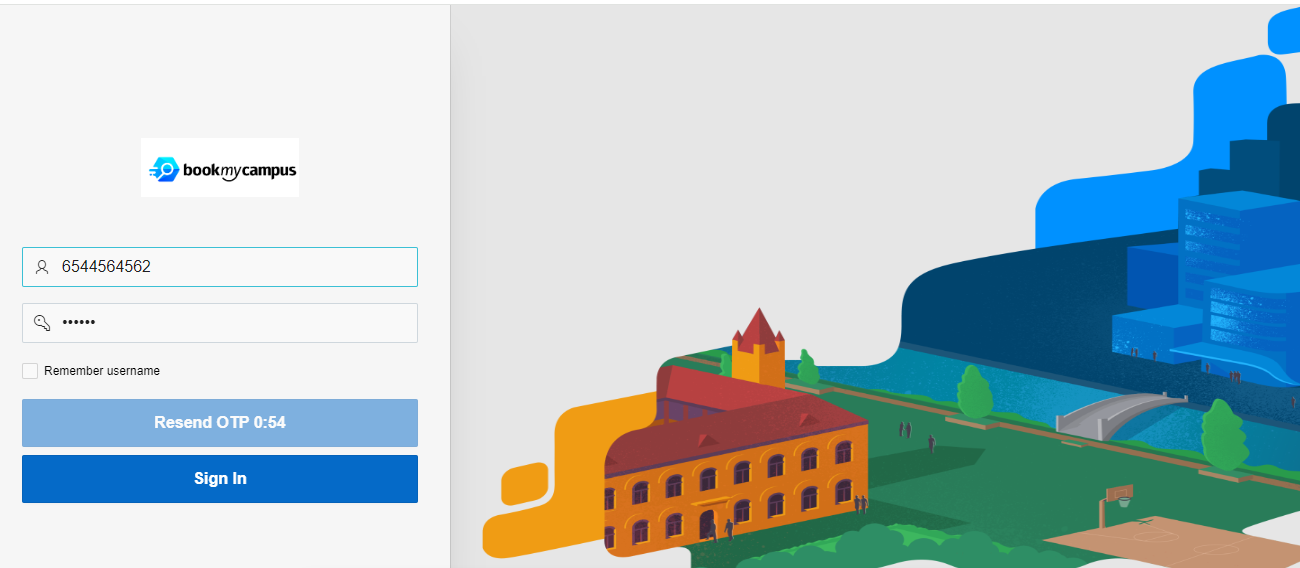 bookmycampus
6544564562
••••••
Remember username
Resend OTP 0:54
Sign In